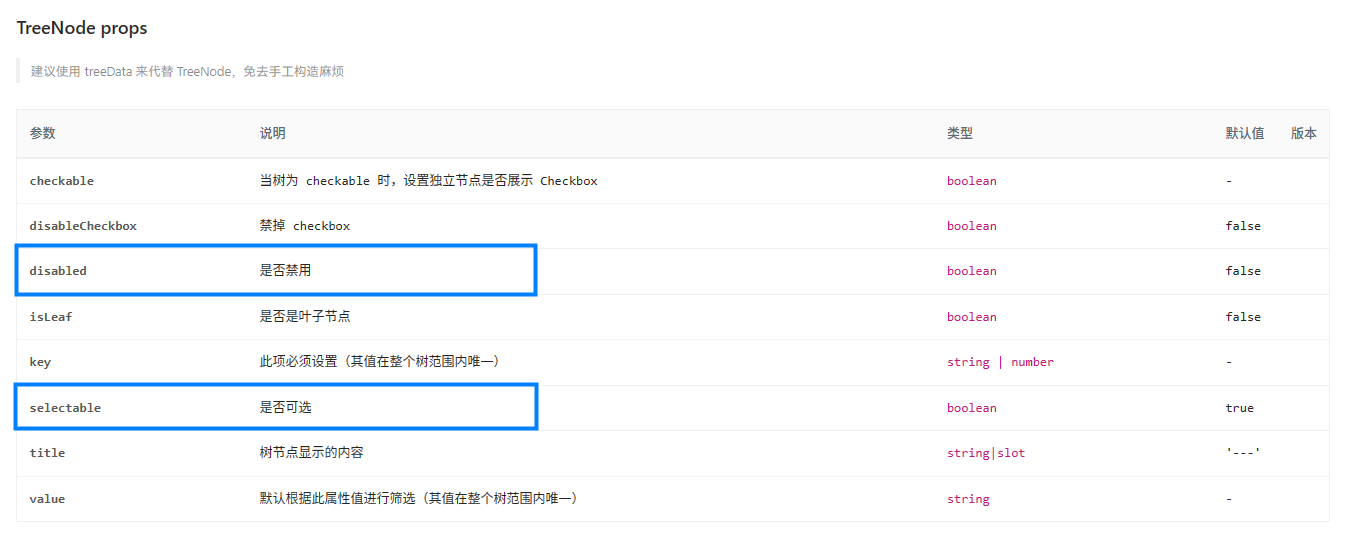 TreeNode props
建议使用 treeData 来代替 TreeNode，免去手工构造麻烦
参数 说明 类型 默认值 版本
checkable 当树为 checkable 时，设置独立节点是否展示 Checkbox boolean -
disableCheckbox 禁掉 checkbox boolean false
disabled 是否禁用 boolean false
isLeaf 是否是叶子节点 boolean false
key 此项必须设置（其值在整个树范围内唯一） string | number -
selectable 是否可选 boolean true
title 树节点显示的内容 string|slot '---'
value 默认根据此属性值进行筛选（其值在整个树范围内唯一） string -